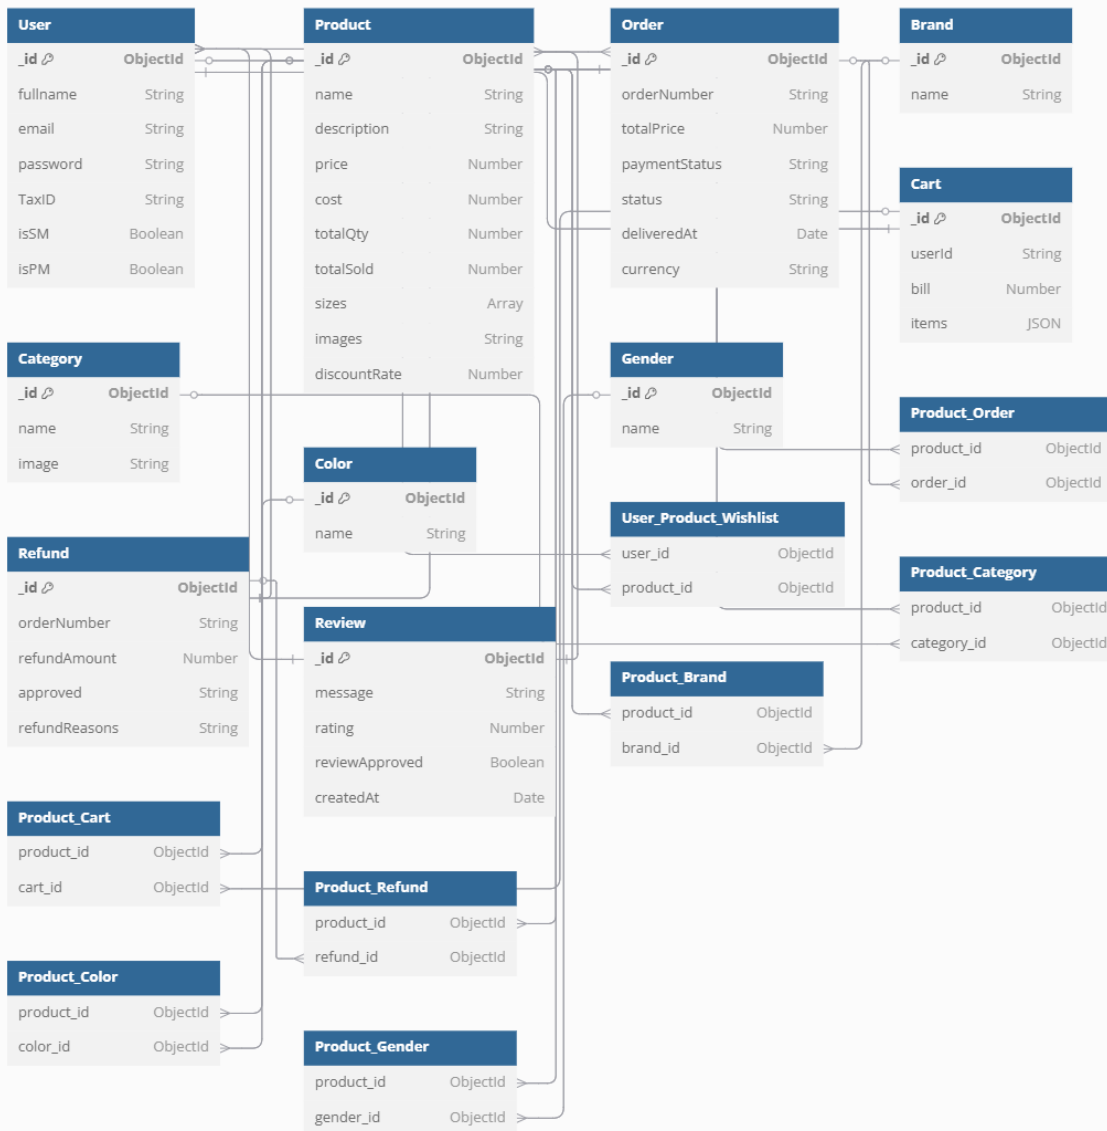 User
_id ObjectId
fullname String
email String
password String
TaxID String
isSM Boolean
isPM Boolean
Product
_id ObjectId
name String
description String
price Number
cost Number
totalQty Number
totalSold Number
sizes Array
images String
discountRate Number
Order
_id ObjectId
orderNumber String
totalPrice Number
paymentStatus String
status String
deliveredAt Date
currency String
Brand
_id ObjectId
name String
Cart
_id ObjectId
userId String
bill Number
items JSON
Category
_id ObjectId
name String
image String
Color
_id ObjectId
name String
Gender
_id ObjectId
name String
Product_Order
product_id ObjectId
order_id ObjectId
Refund
_id ObjectId
orderNumber String
refundAmount Number
approved String
refundReasons String
Review
_id ObjectId
message String
rating Number
reviewApproved Boolean
createdAt Date
User_Product_Wishlist
user_id ObjectId
product_id ObjectId
Product_Category
product_id ObjectId
category_id ObjectId
Product_Brand
product_id ObjectId
brand_id ObjectId
Product_Cart
product_id ObjectId
cart_id ObjectId
Product_Refund
product_id ObjectId
refund_id ObjectId
Product_Color
product_id ObjectId
color_id ObjectId
Product_Gender
product_id ObjectId
gender_id ObjectId